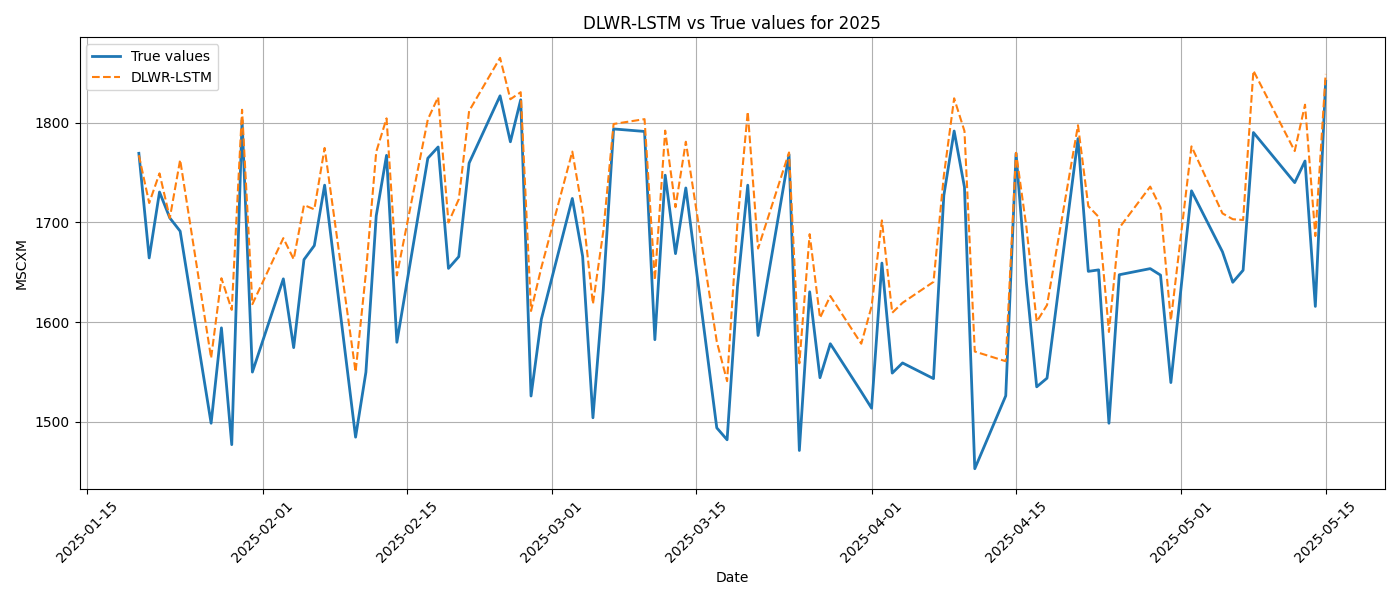 DLWR-LSTM vs True values for 2025
True values
DLWR-LSTM
1800
1700
1600
1500
MSCXM
2025-01-15
2025-02-01
2025-02-15
2025-03-01
2025-03-15
2025-04-01
2025-04-15
2025-05-01
2025-05-15
Date